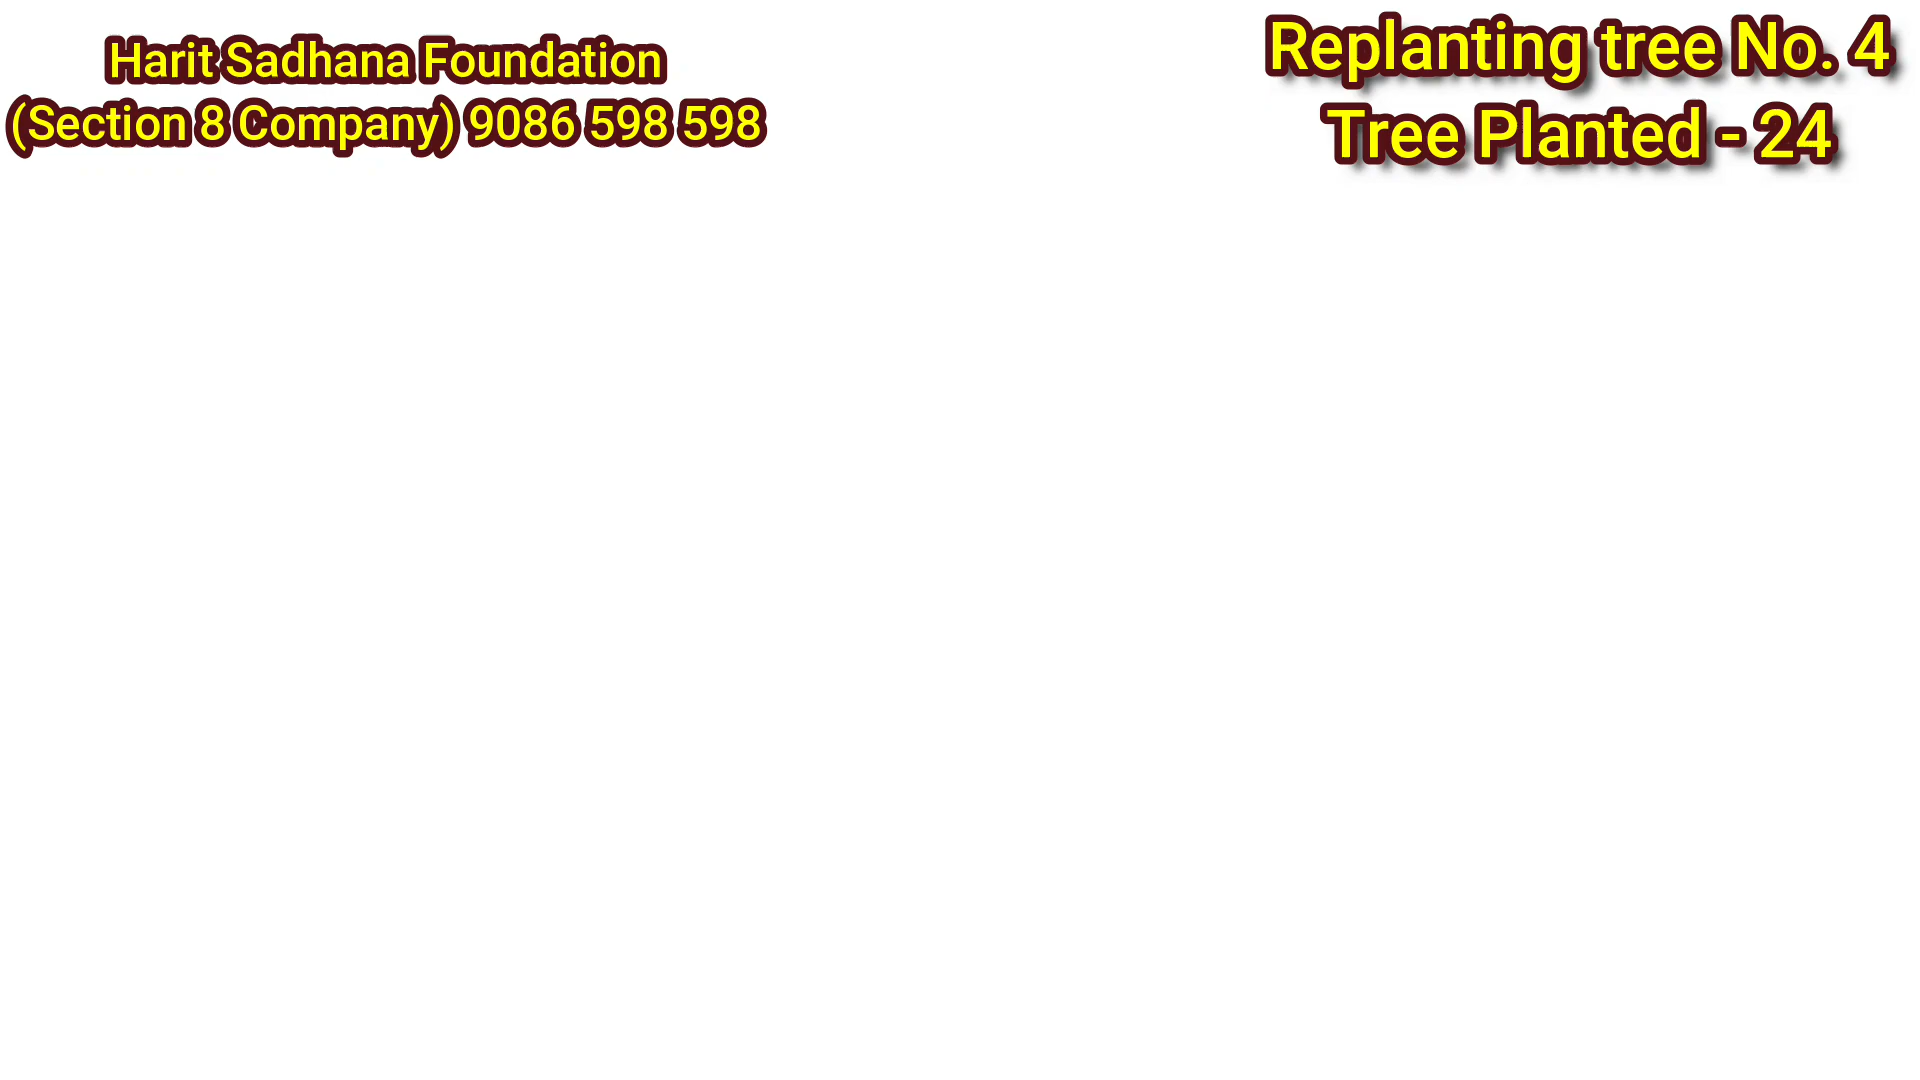 Harit Sadhana Foundation
(Section 8 Company) 9086 598 598
Replanting tree No. 4
Tree Planted - 24